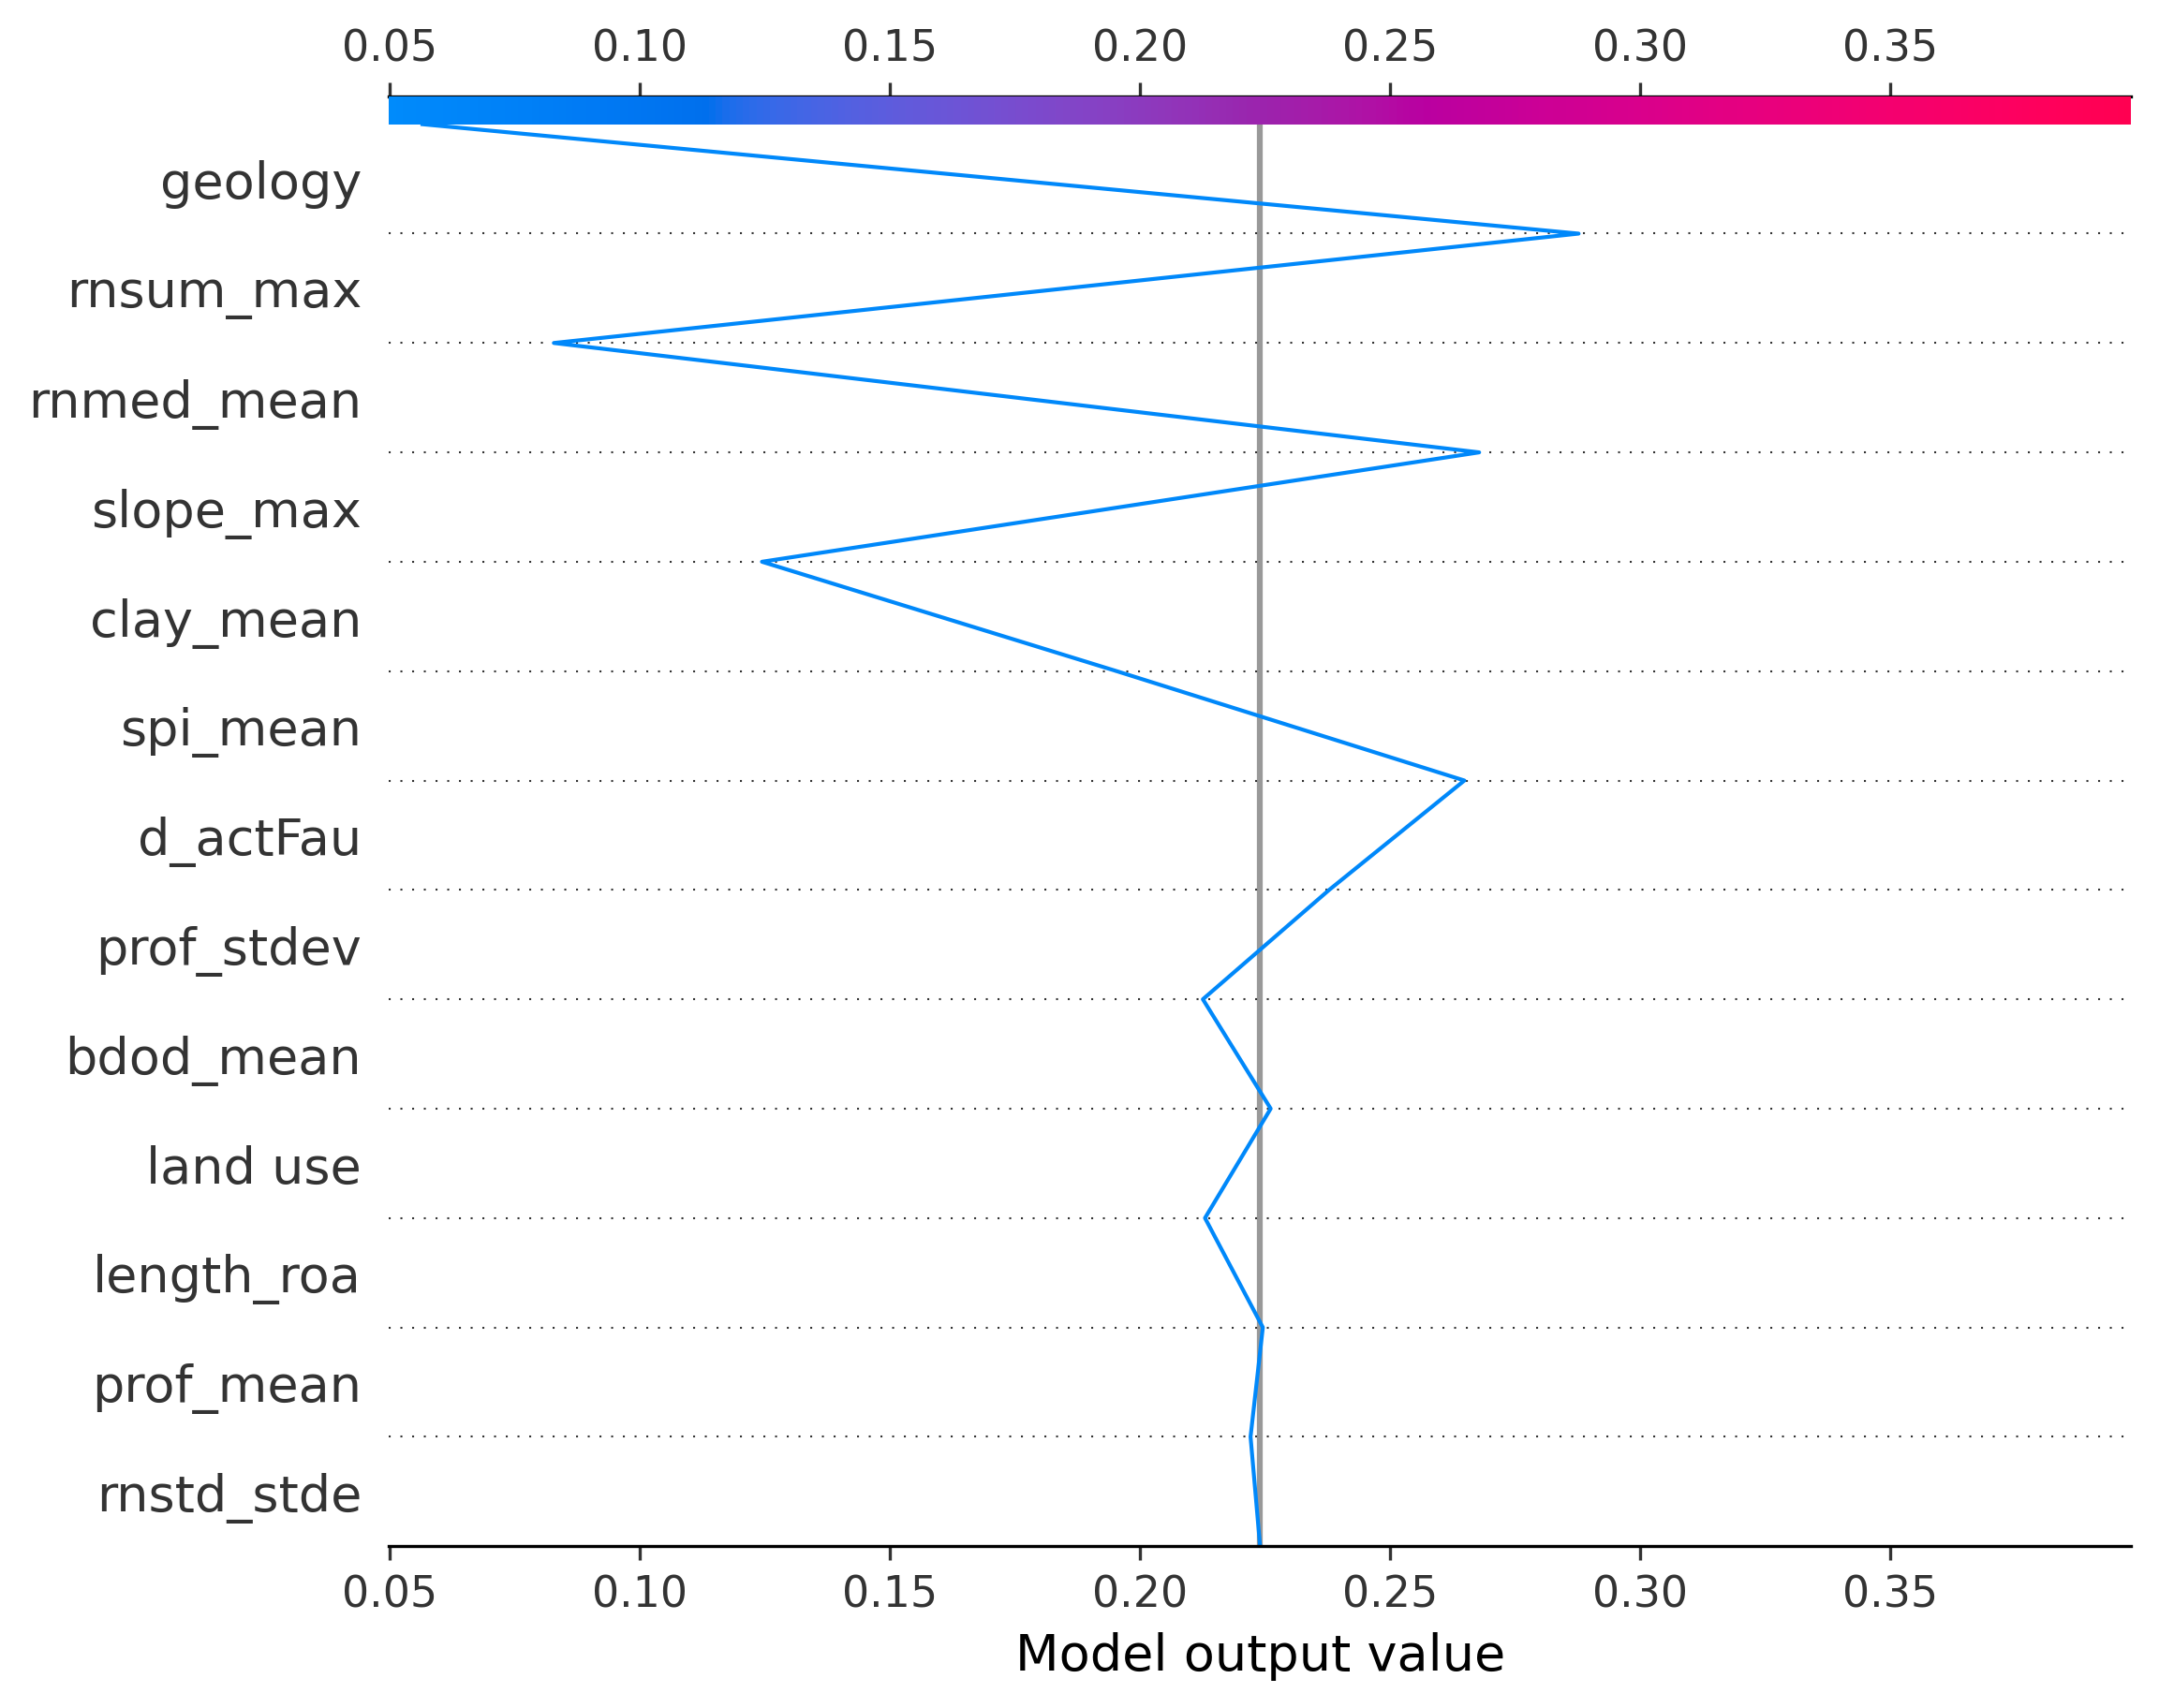 0.05 0.10 0.15 0.20 0.25 0.30 0.35
geology
rnsum_max
rnmed_mean
slope_max
clay_mean
spi_mean
d_actFau
prof_stdev
bdod_mean
land use
length_roa
prof_mean
rnstd_stde
0.05 0.10 0.15 0.20 0.25 0.30 0.35
Model output value